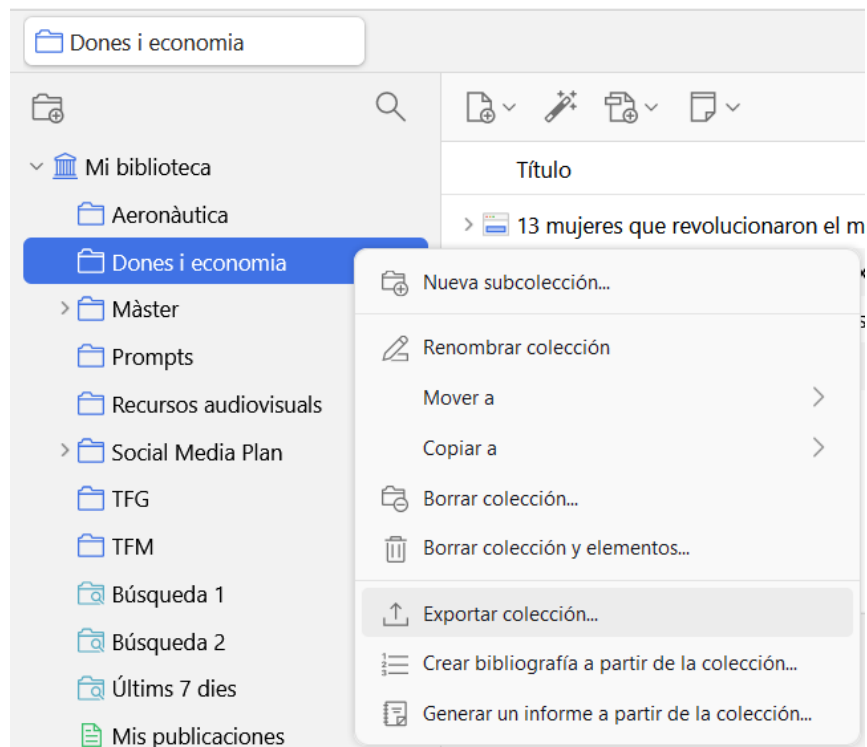 Dones i economia
Mi biblioteca
Título
Aeronàutica
13 mujeres que revolucionaron el m
Dones i economia
Màster
Prompts
Recursos audiovisuals
Social Media Plan
TFG
TFM
Búsqueda 1
Búsqueda 2
Últims 7 dies
Mis publicaciones
Nueva subcolección...
Renombrar colección
Mover a
Copiar a
Borrar colección...
Borrar colección y elementos...
Exportar colección...
Crear bibliografía a partir de la colección...
Generar un informe a partir de la colección...